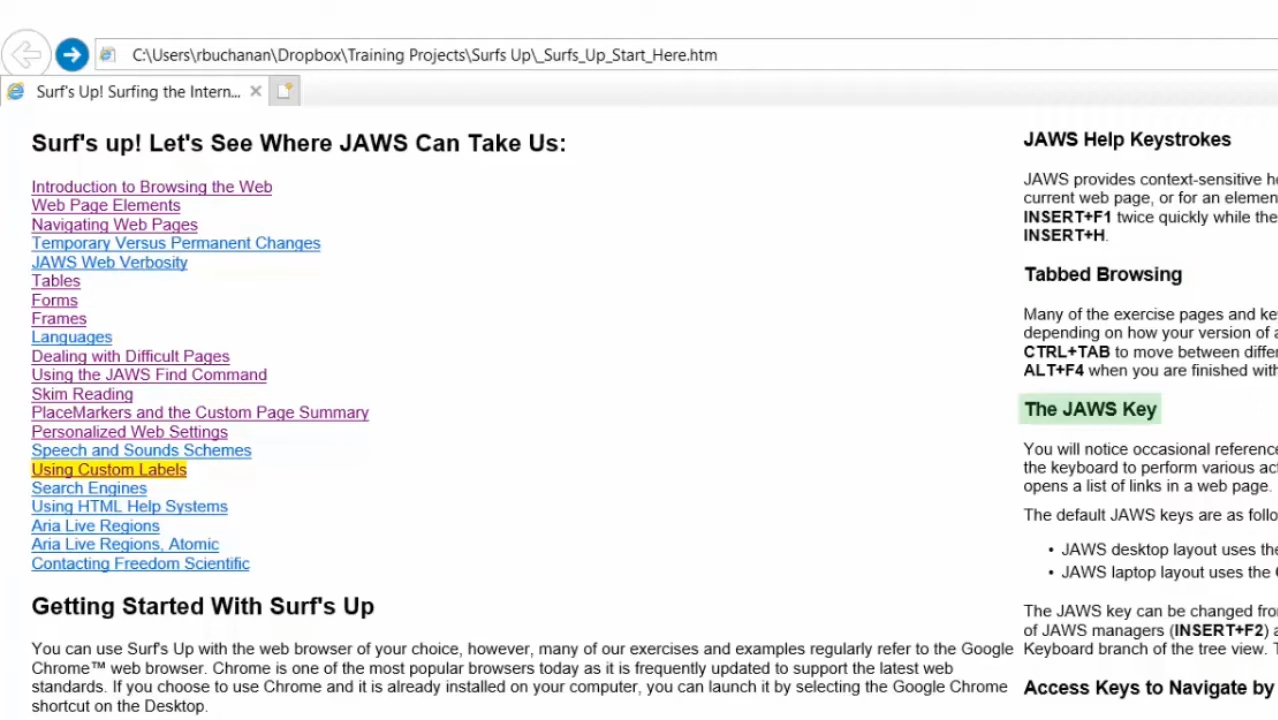 C:\Users\rbuchanan\Dropbox\Training Projects\Surfs Up\_Surfs_Up_Start_Here.htm
Surf's Up! Surfing the Intern...
Surf's up! Let's See Where JAWS Can Take Us:
Introduction to Browsing the Web
Web Page Elements
Navigating Web Pages
Temporary Versus Permanent Changes
JAWS Web Verbosity
Tables
Forms
Frames
Languages
Dealing with Difficult Pages
Using the JAWS Find Command
Skim Reading
PlaceMarkers and the Custom Page Summary
Personalized Web Settings
Speech and Sounds Schemes
Using Custom Labels
Search Engines
Using HTML Help Systems
Aria Live Regions
Aria Live Regions, Atomic
Contacting Freedom Scientific
Getting Started With Surf's Up
You can use Surf's Up with the web browser of your choice, however, many of our exercises and examples regularly refer to the Google
Chrome™ web browser. Chrome is one of the most popular browsers today as it is frequently updated to support the latest web
standards. If you choose to use Chrome and it is already installed on your computer, you can launch it by selecting the Google Chrome
shortcut on the Desktop.
JAWS Help Keystrokes
JAWS provides context-sensitive
current web page, or for an
INSERT+F1 twice quickly while the
INSERT+H.
Tabbed Browsing
Many of the exercise pages and
depending on how your version of
CTRL+TAB to move between
ALT+F4 when you are finished
The JAWS Key
You will notice occasional
the keyboard to perform various
opens a list of links in a web page.
The default JAWS keys are as
• JAWS desktop layout uses
• JAWS laptop layout uses the
The JAWS key can be changed
of JAWS managers (INSERT+F2)
Keyboard branch of the tree view.
Access Keys to Navigate by